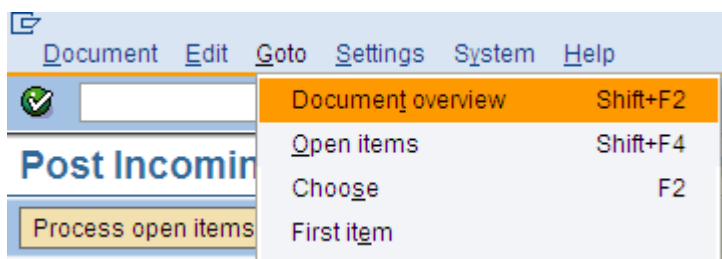 Document Edit Goto Settings System Help
Document overview Shift+F2
Open items Shift+F4
Post Incomin
Choose F2
Process open items
First item